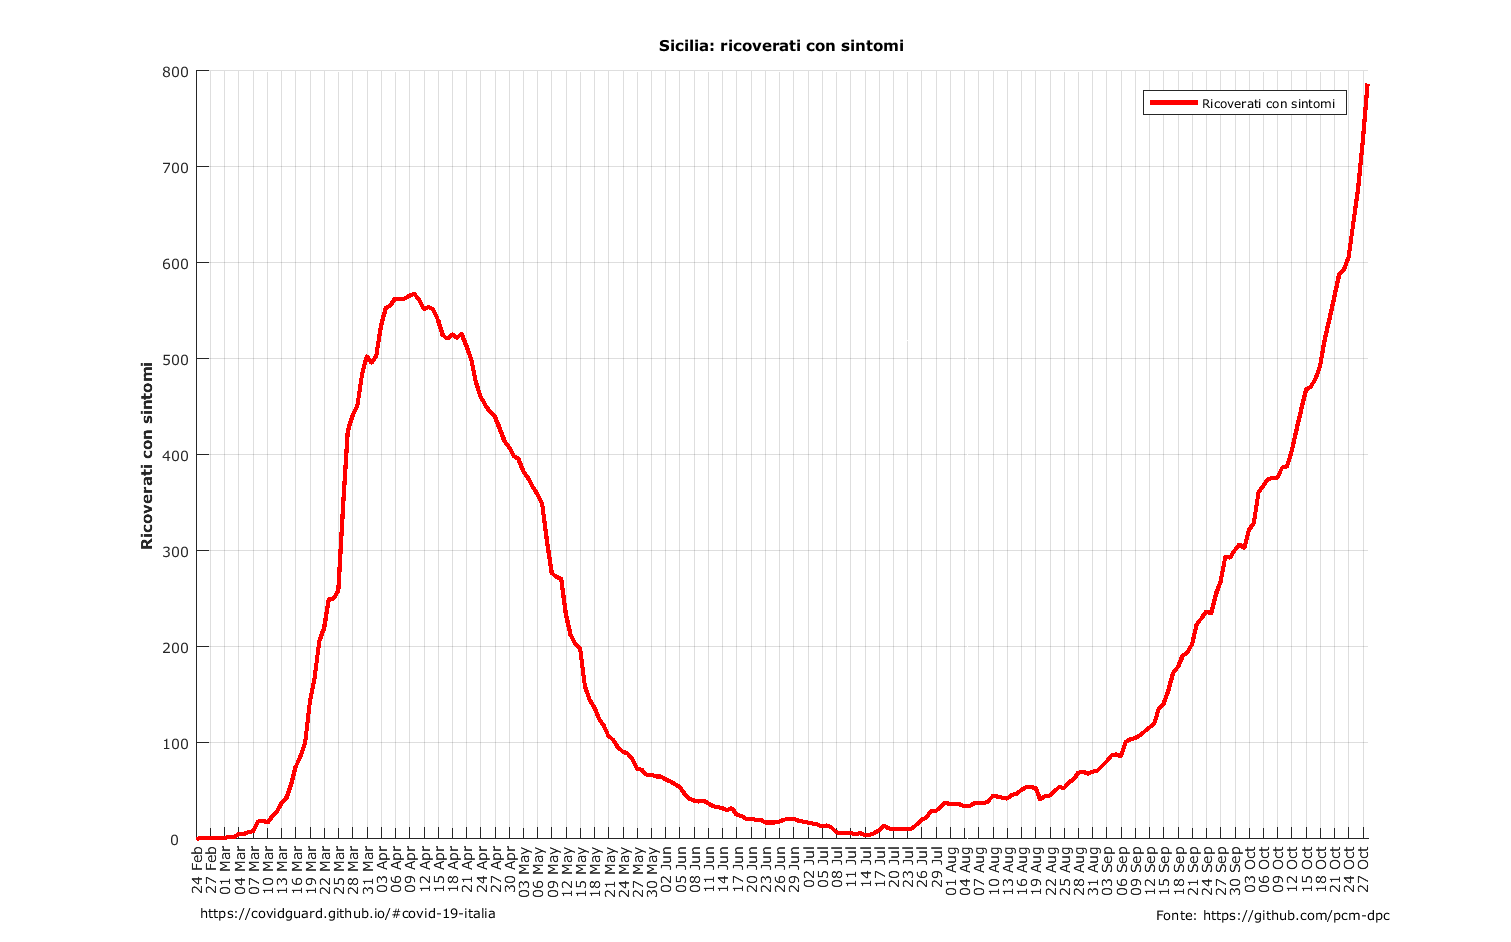 Sicilia: ricoverati con sintomi
Ricoverati con sintomi
Ricoverati con sintomi
800
700
600
500
400
300
200
100
0
24 Feb
27 Feb
01 Mar
04 Mar
07 Mar
10 Mar
13 Mar
16 Mar
19 Mar
22 Mar
25 Mar
28 Mar
31 Mar
03 Apr
06 Apr
09 Apr
12 Apr
15 Apr
18 Apr
21 Apr
24 Apr
27 Apr
30 Apr
03 May
06 May
09 May
12 May
15 May
18 May
21 May
24 May
27 May
30 May
02 Jun
05 Jun
08 Jun
11 Jun
14 Jun
17 Jun
20 Jun
23 Jun
26 Jun
29 Jun
02 Jul
05 Jul
08 Jul
11 Jul
14 Jul
17 Jul
20 Jul
23 Jul
26 Jul
29 Jul
01 Aug
04 Aug
07 Aug
10 Aug
13 Aug
16 Aug
19 Aug
22 Aug
25 Aug
28 Aug
31 Aug
03 Sep
06 Sep
09 Sep
12 Sep
15 Sep
18 Sep
21 Sep
24 Sep
27 Sep
30 Sep
03 Oct
06 Oct
09 Oct
12 Oct
15 Oct
18 Oct
21 Oct
24 Oct
27 Oct
https://covidguard.github.io/#covid-19-italia
Fonte: https://github.com/pcm-dpc